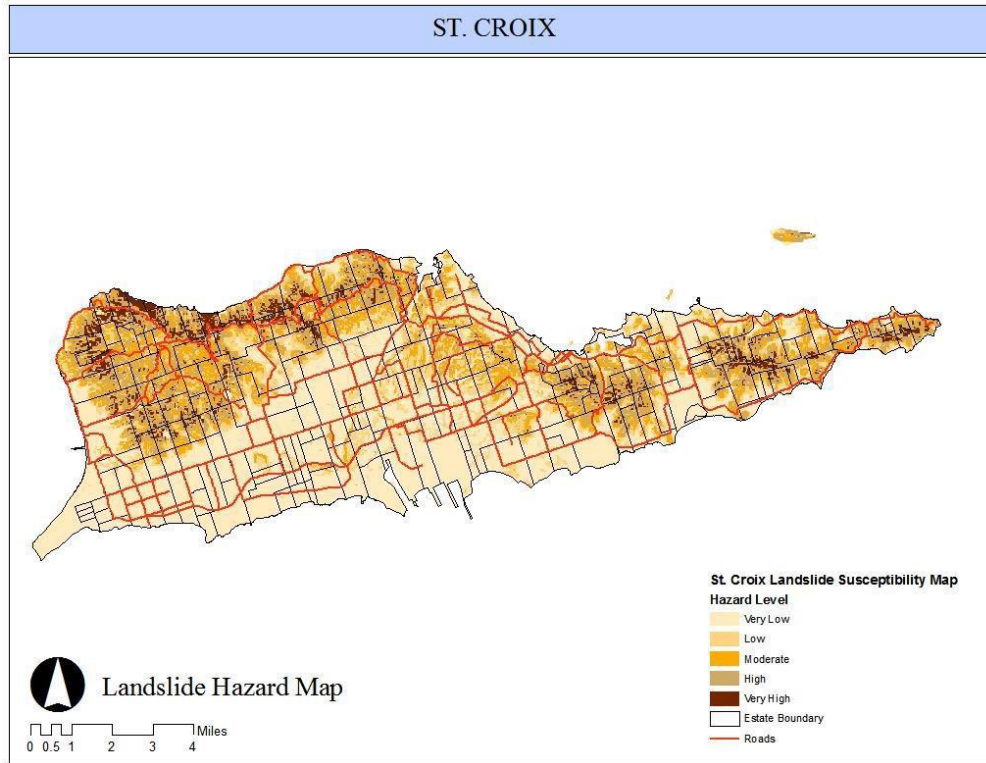 ST. CROIX
St. Croix Landslide Susceptibility Map
Hazard Level
Very Low
Low
Moderate
High
Very High
Estate Boundary
Roads
Landslide Hazard Map
Miles
0 0.5 1 2 3 4